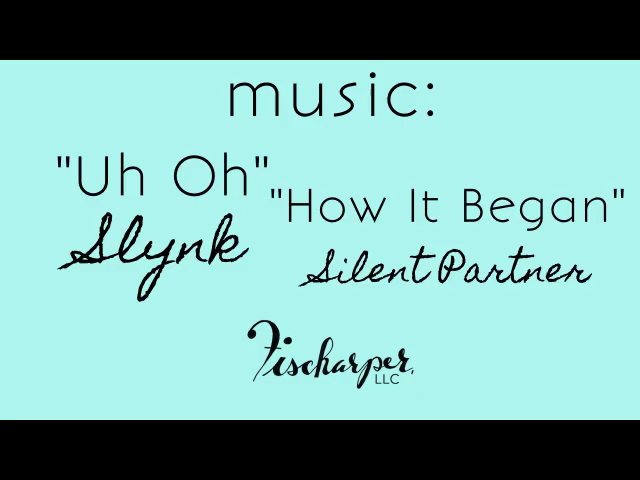 music:
"Uh Oh"
Slynk
"How It Began"
Silent Partner
Fischarper,
LLC